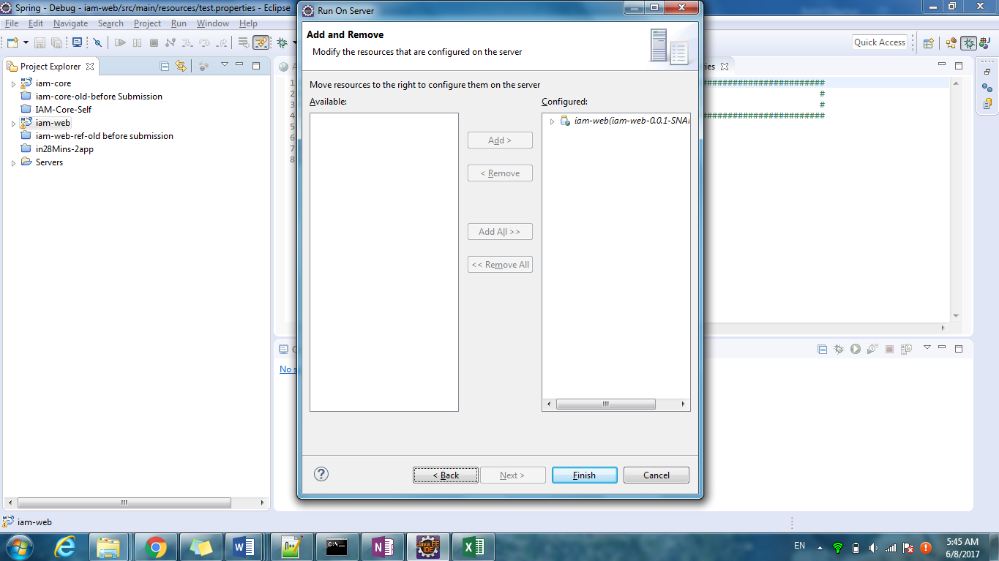 Spring - Debug - iam-web/src/main/resources/test.properties - Eclipse
Run On Server
File Edit Navigate Search Project Run Window Help
Add and Remove
Modify the resources that are configured on the server
Quick Access
Project Explorer
iam-core
iam-core-old-before Submission
IAM-Core-Self
iam-web
iam-web-ref-old before submission
in28Mins-2app
Servers
1
2
3
4
5
6
7
8
ies
########################
#
#
########################
Move resources to the right to configure them on the server
Available:
Configured:
iam-web(iam-web-0.0.1-SNA
Add >
< Remove
Add All >>
<< Remove All
No s
< Back
Next >
Finish
Cancel
iam-web
EN
5:45 AM
6/8/2017